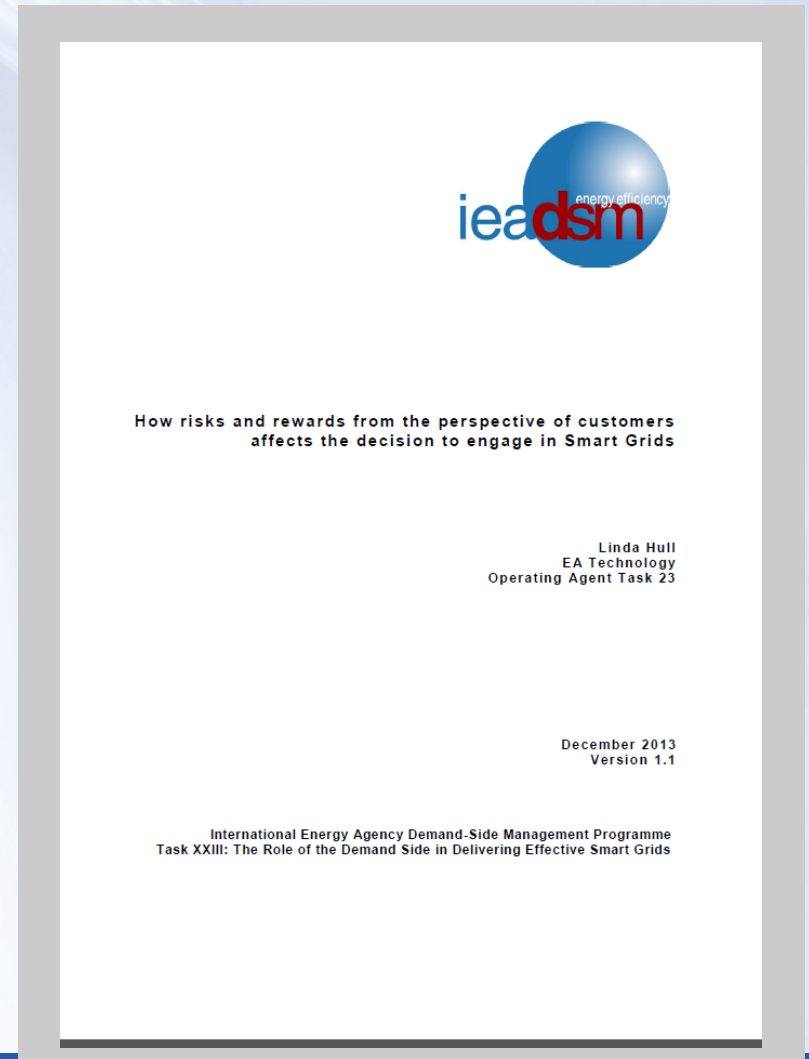 energy efficiency
ieadsm
How risks and rewards from the perspective of customers
affects the decision to engage in Smart Grids
Linda Hull
EA Technology
Operating Agent Task 23
December 2013
Version 1.1
International Energy Agency Demand-Side Management Programme
Task XXIII: The Role of the Demand Side in Delivering Effective Smart Grids